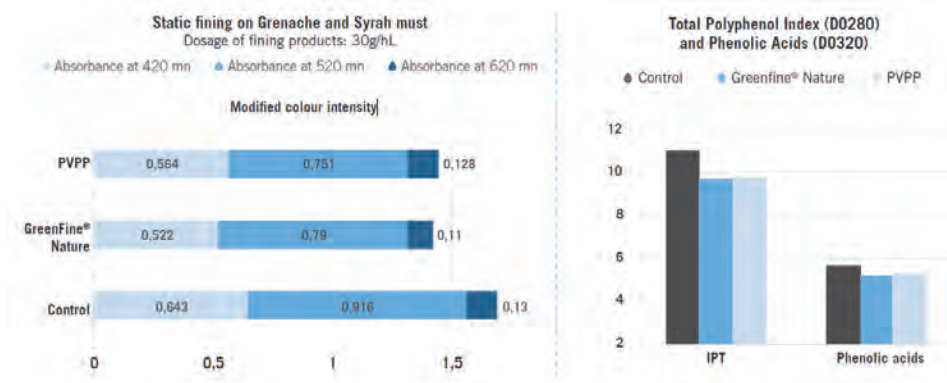 Static fining on Grenache and Syrah must
Dosage of fining products: 30g/hL
Absorbance at 420 mn Absorbance at 520 mn Absorbance at 620 mn
Modified colour intensity
PVPP 0,564 0,751 0,128
GreenFine® Nature 0,522 0,79 0,11
Control 0,643 0,916 0,13
0 0,5 1 1,5
Total Polyphenol Index (D0280)
and Phenolic Acids (D0320)
Control Greenfine® Nature PVPP
12
10
8
6
4
2
IPT Phenolic acids